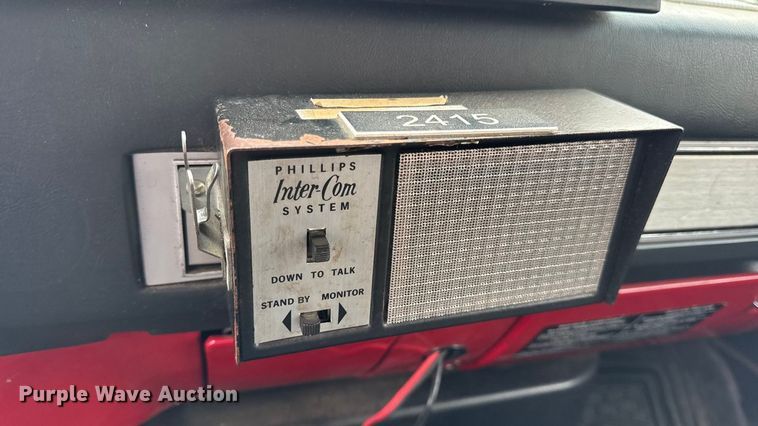 2415
PHILLIPS
Inter-Com
SYSTEM
DOWN TO TALK
STAND BY MONITOR
Purple Wave Auction